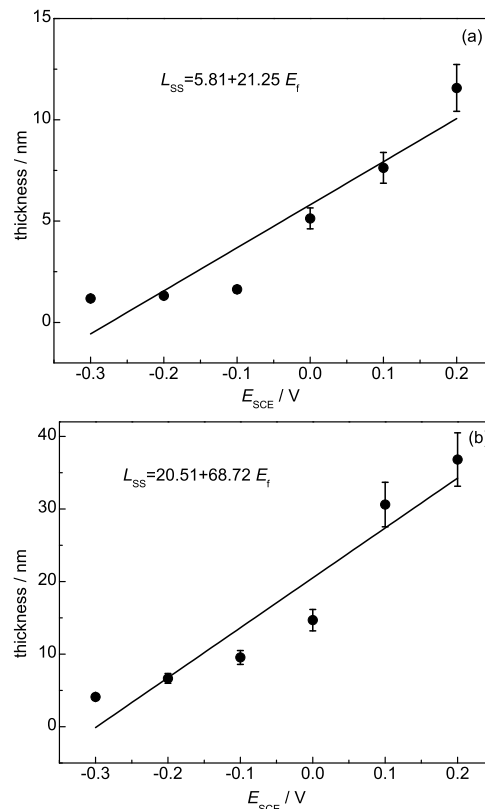 15
(a)
L_SS=5.81+21.25 E_f
10
thickness / nm
5
0
-0.3 -0.2 -0.1 0.0 0.1 0.2
E_SCE / V
40
(b
L_SS=20.51+68.72 E_f
30
thickness / nm
20
10
0
-0.3 -0.2 -0.1 0.0 0.1 0.2
E_SCE / V